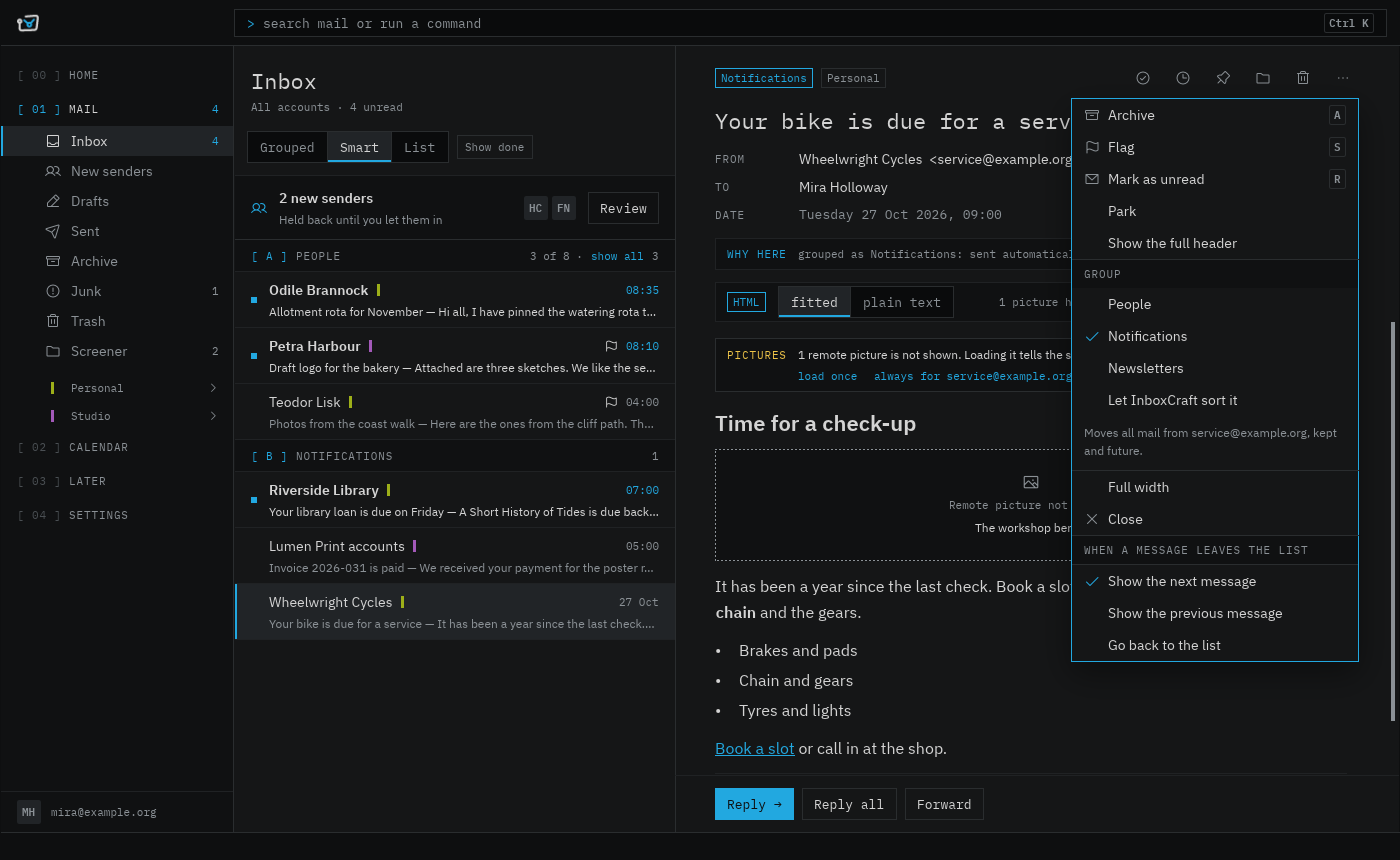 > search mail or run a command
Ctrl K
[ 00 ] HOME
[ 01 ] MAIL 4
Inbox 4
New senders
Drafts
Sent
Archive
Junk 1
Trash
Screener 2
Personal
Studio
[ 02 ] CALENDAR
[ 03 ] LATER
[ 04 ] SETTINGS
MH mira@example.org
Inbox
All accounts · 4 unread
Grouped Smart List Show done
2 new senders
Held back until you let them in
HC FN Review
[ A ] PEOPLE 3 of 8 · show all 3
Odile Brannock 08:35
Allotment rota for November — Hi all, I have pinned the watering rota t…
Petra Harbour 08:10
Draft logo for the bakery — Attached are three sketches. We like the se…
Teodor Lisk 04:00
Photos from the coast walk — Here are the ones from the cliff path. Th…
[ B ] NOTIFICATIONS 1
Riverside Library 07:00
Your library loan is due on Friday — A Short History of Tides is due back…
Lumen Print accounts 05:00
Invoice 2026-031 is paid — We received your payment for the poster r…
Wheelwright Cycles 27 Oct
Your bike is due for a service — It has been a year since the last check.…
Notifications Personal
Your bike is due for a serv
FROM Wheelwright Cycles <service@example.org
TO Mira Holloway
DATE Tuesday 27 Oct 2026, 09:00
WHY HERE grouped as Notifications: sent automatical
HTML fitted plain text 1 picture h
PICTURES 1 remote picture is not shown. Loading it tells the s
load once always for service@example.org
Time for a check-up
Remote picture not
The workshop ben
It has been a year since the last check. Book a slo
chain and the gears.
• Brakes and pads
• Chain and gears
• Tyres and lights
Book a slot or call in at the shop.
Reply → Reply all Forward
Archive A
Flag S
Mark as unread R
Park
Show the full header
GROUP
People
Notifications
Newsletters
Let InboxCraft sort it
Moves all mail from service@example.org, kept
and future.
Full width
Close
WHEN A MESSAGE LEAVES THE LIST
Show the next message
Show the previous message
Go back to the list